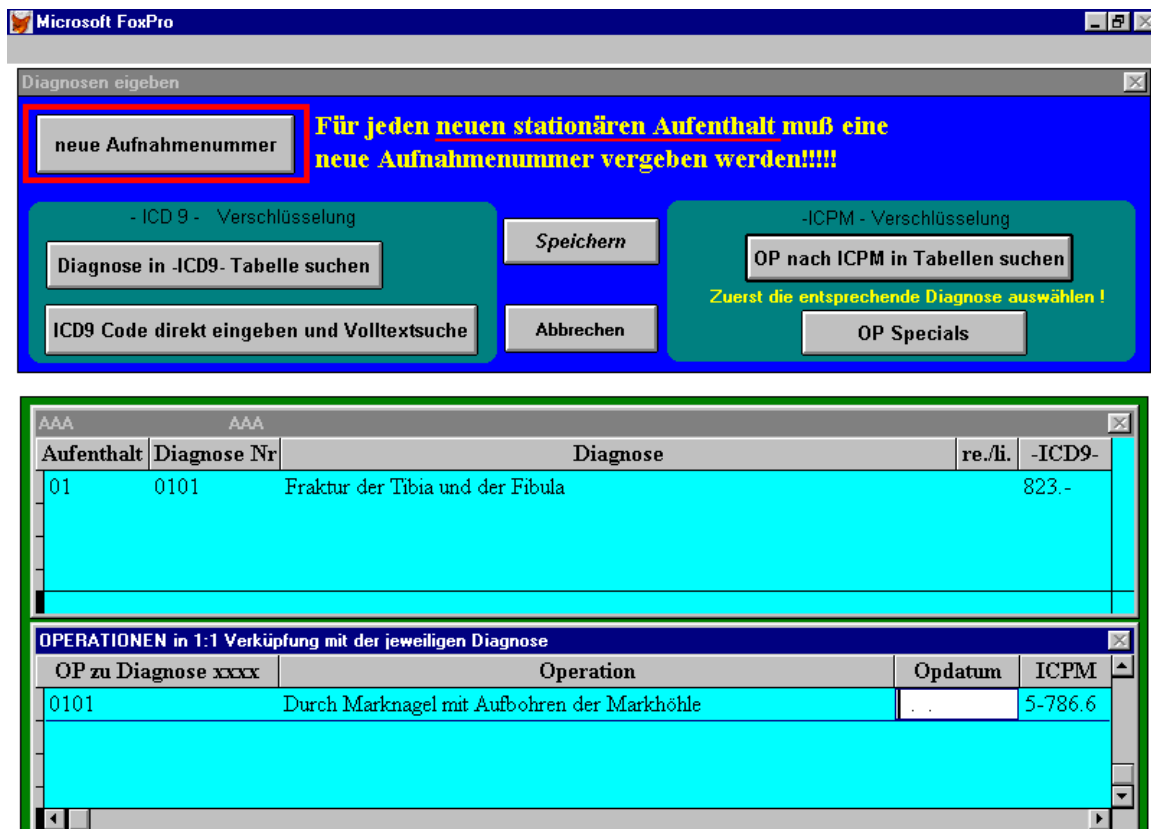 Microsoft FoxPro
Diagnosen eigeben
neue Aufnahmenummer
Für jeden neuen stationären Aufenthalt muß eine
neue Aufnahmenummer vergeben werden!!!!!
- ICD 9 - Verschlüsselung
Diagnose in -ICD9- Tabelle suchen
ICD9 Code direkt eingeben und Volltextsuche
Speichern
Abbrechen
-ICPM - Verschlüsselung
OP nach ICPM in Tabellen suchen
Zuerst die entsprechende Diagnose auswählen !
OP Specials
AAA AAA
Aufenthalt Diagnose Nr Diagnose re./li. -ICD9-
01 0101 Fraktur der Tibia und der Fibula 823.-
OPERATIONEN in 1:1 Verküpfung mit der jeweiligen Diagnose
OP zu Diagnose xxxx Operation Opdatum ICPM
0101 Durch Marknagel mit Aufbohren der Markhöhle . . 5-786.6